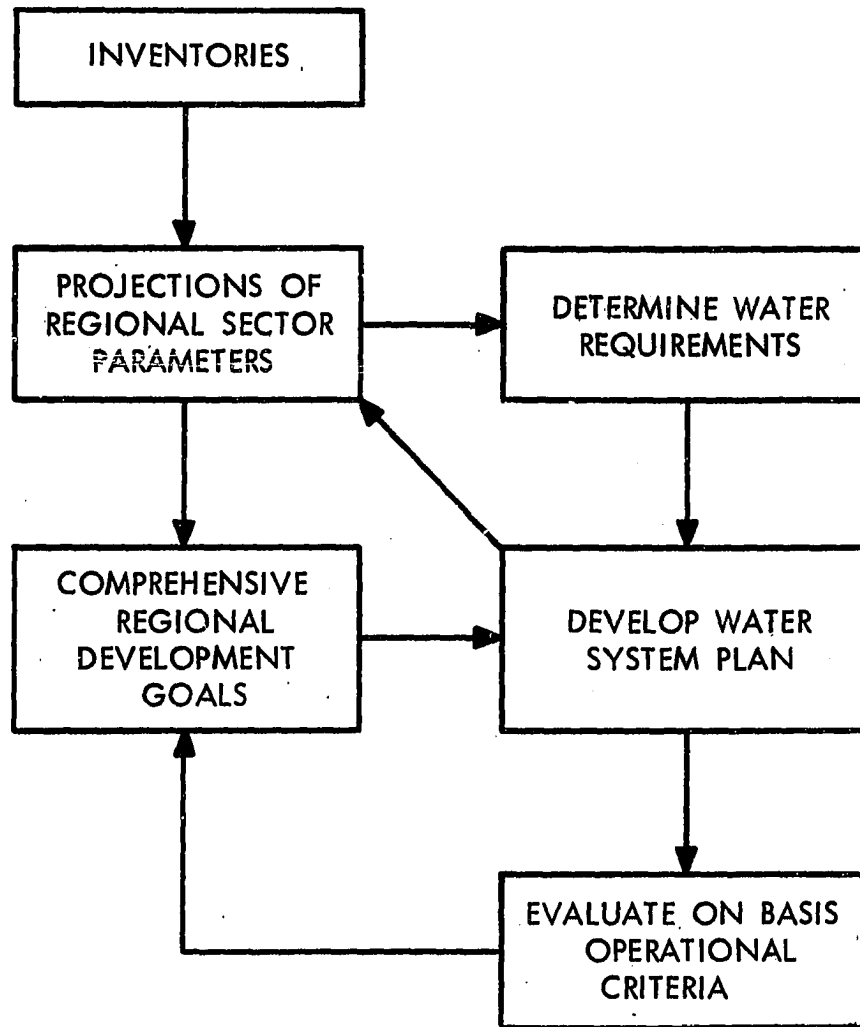 INVENTORIES
PROJECTIONS OF
REGIONAL SECTOR
PARAMETERS
DETERMINE WATER
REQUIREMENTS
COMPREHENSIVE
REGIONAL
DEVELOPMENT
GOALS
DEVELOP WATER
SYSTEM PLAN
EVALUATE ON BASIS
OPERATIONAL
CRITERIA